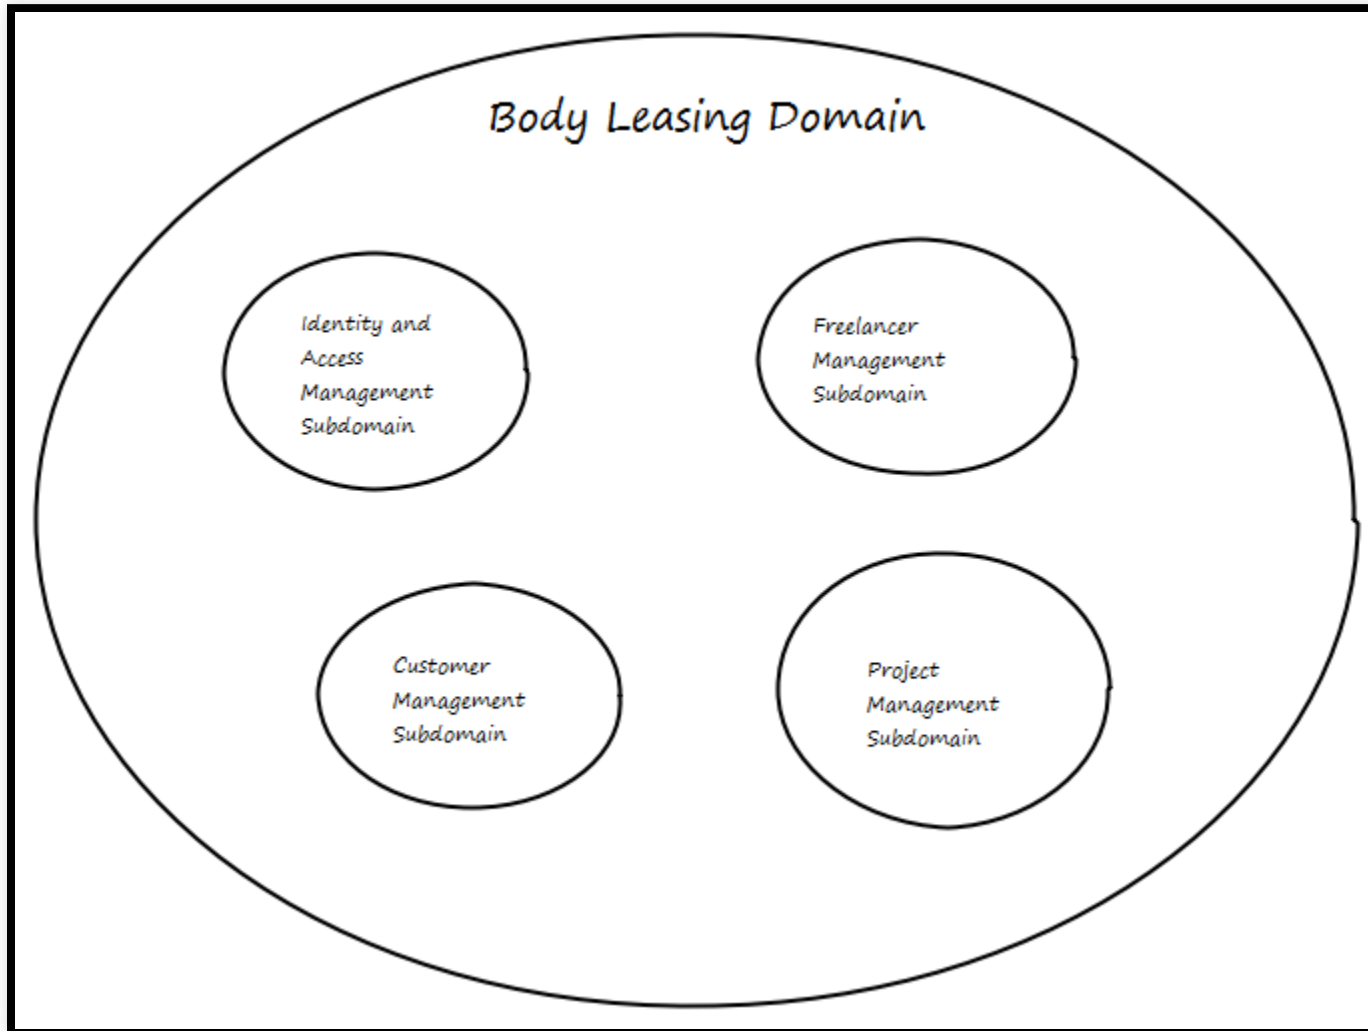 Body Leasing Domain
Identity and
Access
Management
Subdomain
Freelancer
Management
Subdomain
Customer
Management
Subdomain
Project
Management
Subdomain